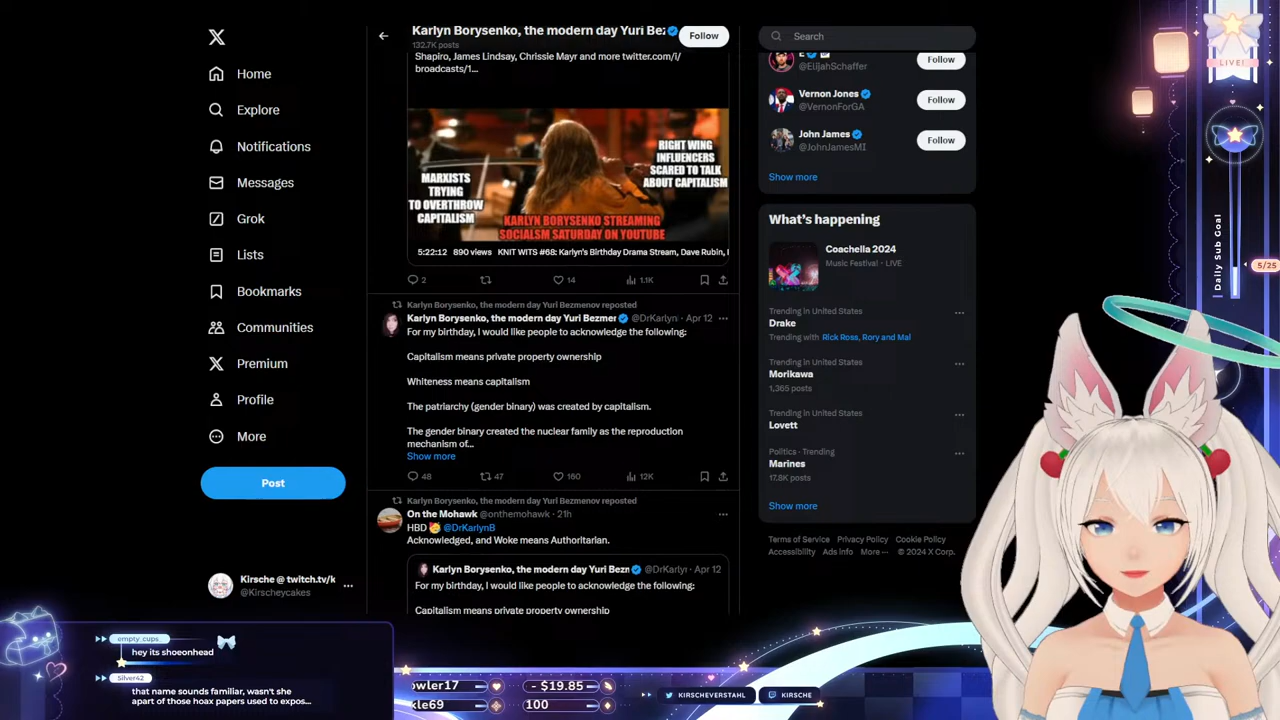 Karlyn Borysenko, the modern day Yuri Bez
132.7K posts
Follow
Shapiro, James Lindsay, Chrissie Mayr and more twitter.com/i/
broadcasts/1...
MARXISTS
TRYING
TO OVERTHROW
CAPITALISM
RIGHT WING
INFLUENCERS
SCARED TO TALK
ABOUT CAPITALISM
KARLYN BORYSENKO STREAMING
SOCIALSM SATURDAY ON YOUTUBE
5:22:12 890 views KNIT WITS #68: Karlyn's Birthday Drama Stream, Dave Rubin,
2 14 1.1K
Karlyn Borysenko, the modern day Yuri Bezmenov reposted
Karlyn Borysenko, the modern day Yuri Bezmer @DrKarlyn · Apr 12
For my birthday, I would like people to acknowledge the following:
Capitalism means private property ownership
Whiteness means capitalism
The patriarchy (gender binary) was created by capitalism.
The gender binary created the nuclear family as the reproduction
mechanism of...
Show more
48 47 160 12K
Karlyn Borysenko, the modern day Yuri Bezmenov reposted
On the Mohawk @onthemohawk · 21h
HBD 🥳 @DrKarlynB
Acknowledged, and Woke means Authoritarian.
Karlyn Borysenko, the modern day Yuri Bezn @DrKarlyr · Apr 12
For my birthday, I would like people to acknowledge the following:
Capitalism means private property ownership
Home
Explore
Notifications
Messages
Grok
Lists
Bookmarks
Communities
Premium
Profile
More
Post
Kirsche @ twitch.tv/k
@Kirscheycakes
Search
@ElijahSchaffer
Follow
Vernon Jones
@VernonForGA
Follow
John James
@JohnJamesMI
Follow
Show more
What's happening
Coachella 2024
Music Festival · LIVE
Trending in United States
Drake
Trending with Rick Ross, Rory and Mal
Trending in United States
Morikawa
1,365 posts
Trending in United States
Lovett
Politics · Trending
Marines
17.8K posts
Show more
Terms of Service Privacy Policy Cookie Policy
Accessibility Ads info More ··· © 2024 X Corp.
LIVE!
Daily Sub Goal
5/25
empty_cups_
hey its shoeonhead
Silver42
that name sounds familiar, wasn't she
apart of those hoax papers used to expos...
owler17
- $19.85
kle69
100
KIRSCHEVERSTAHL
KIRSCHE